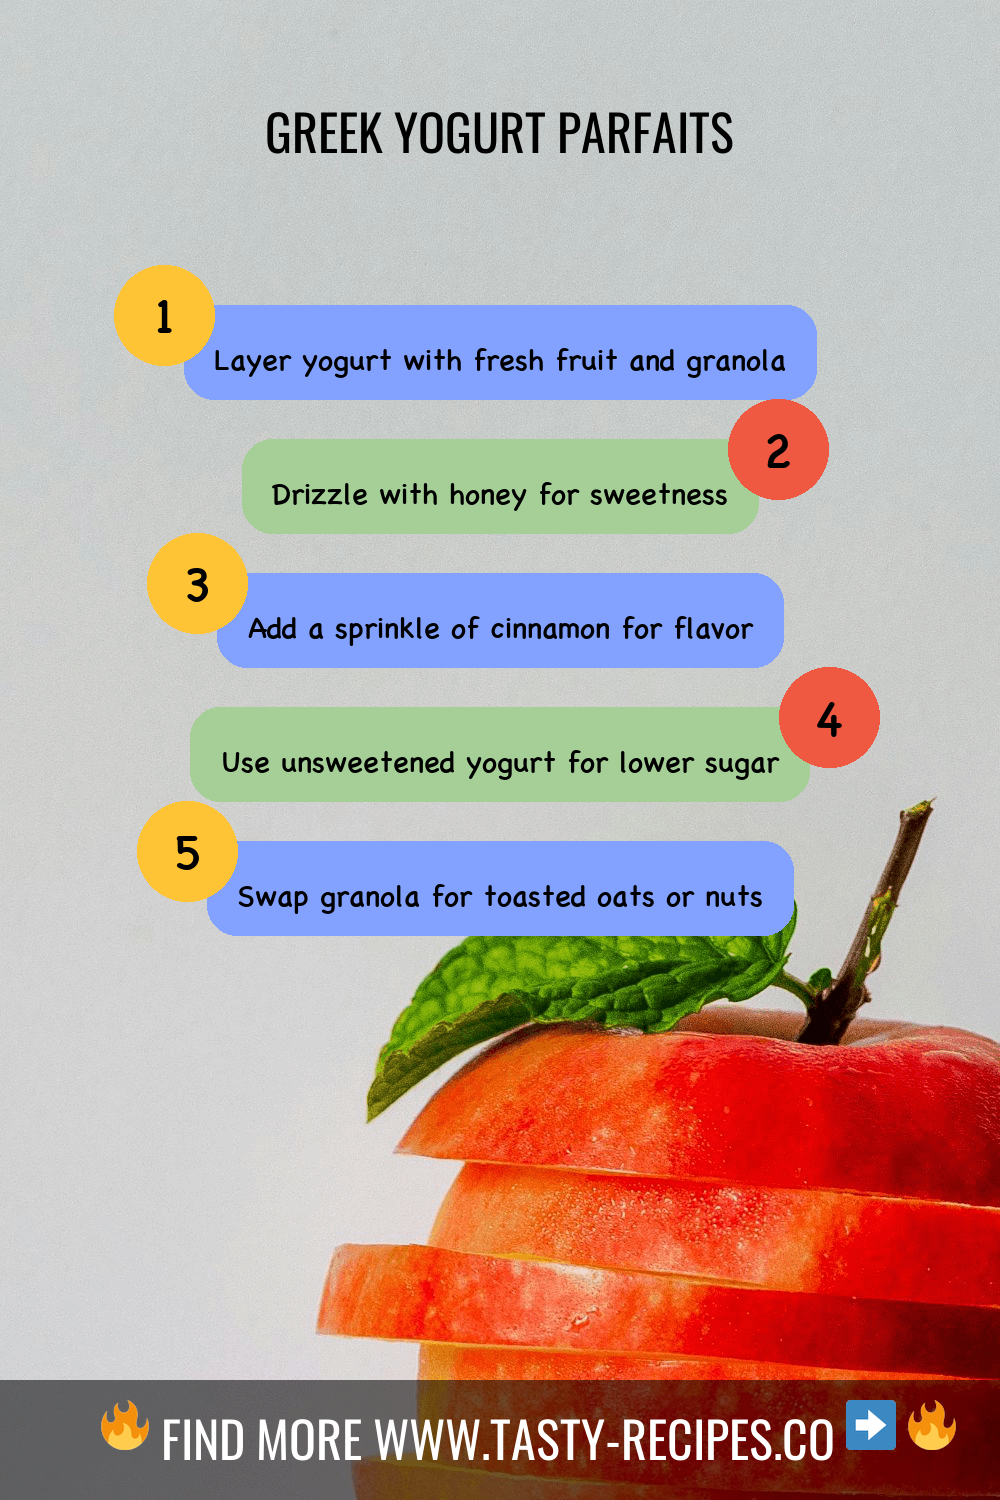 GREEK YOGURT PARFAITS
1
Layer yogurt with fresh fruit and granola
2
Drizzle with honey for sweetness
3
Add a sprinkle of cinnamon for flavor
4
Use unsweetened yogurt for lower sugar
5
Swap granola for toasted oats or nuts
🔥 FIND MORE WWW.TASTY-RECIPES.CO ➡️ 🔥